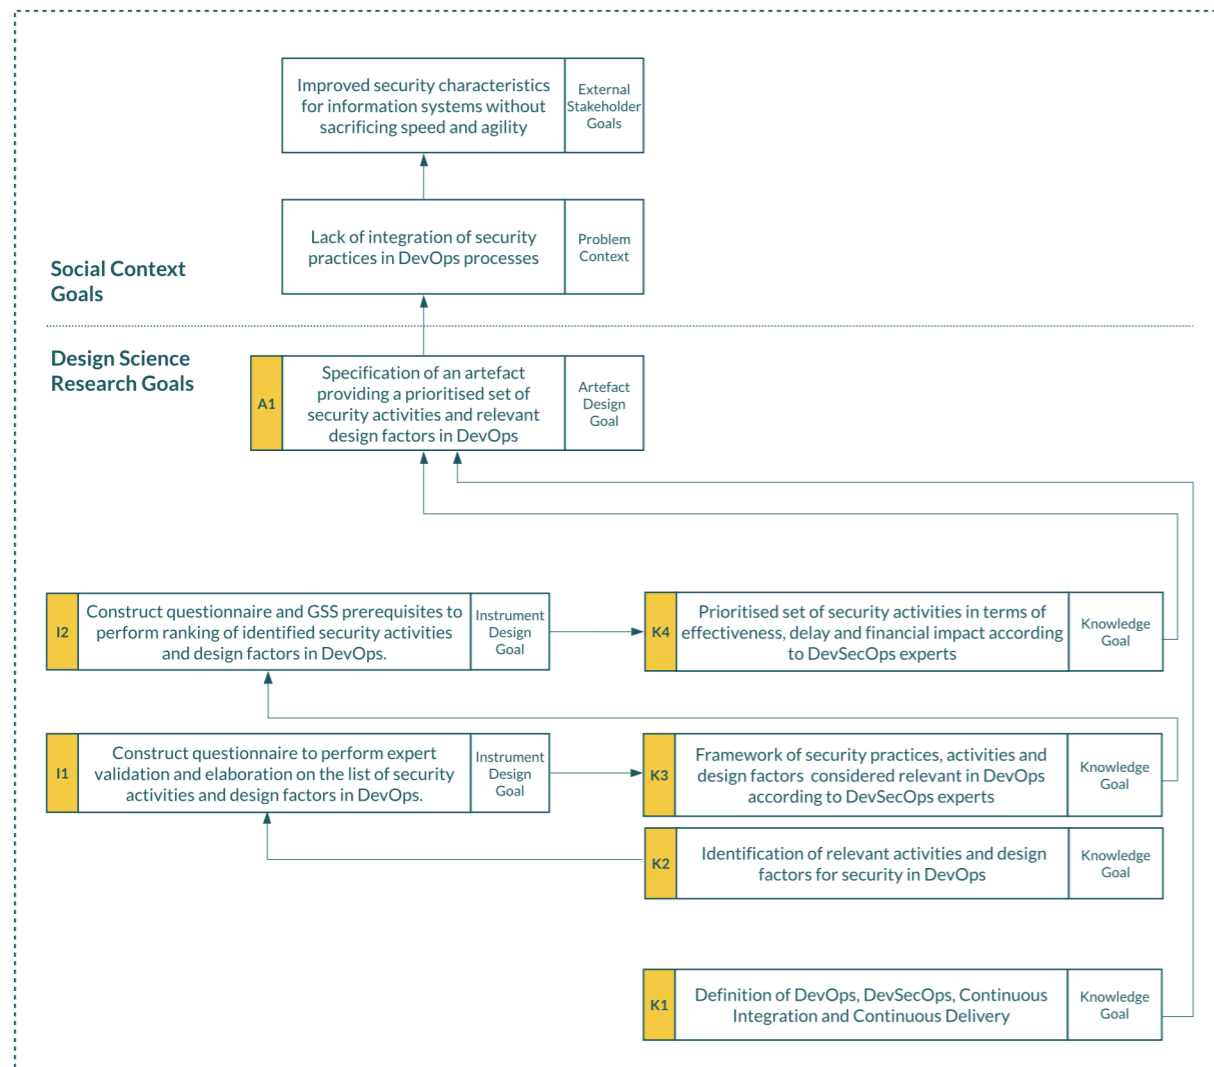 Improved security characteristics
for information systems without
sacrificing speed and agility
External
Stakeholder
Goals
Lack of integration of security
practices in DevOps processes
Problem
Context
Social Context
Goals
Design Science
Research Goals
A1
Specification of an artefact
providing a prioritised set of
security activities and relevant
design factors in DevOps
Artefact
Design
Goal
I2
Construct questionnaire and GSS prerequisites to
perform ranking of identified security activities
and design factors in DevOps.
Instrument
Design
Goal
K4
Prioritised set of security activities in terms of
effectiveness, delay and financial impact according
to DevSecOps experts
Knowledge
Goal
I1
Construct questionnaire to perform expert
validation and elaboration on the list of security
activities and design factors in DevOps.
Instrument
Design
Goal
K3
Framework of security practices, activities and
design factors considered relevant in DevOps
according to DevSecOps experts
Knowledge
Goal
K2
Identification of relevant activities and design
factors for security in DevOps
Knowledge
Goal
K1
Definition of DevOps, DevSecOps, Continuous
Integration and Continuous Delivery
Knowledge
Goal